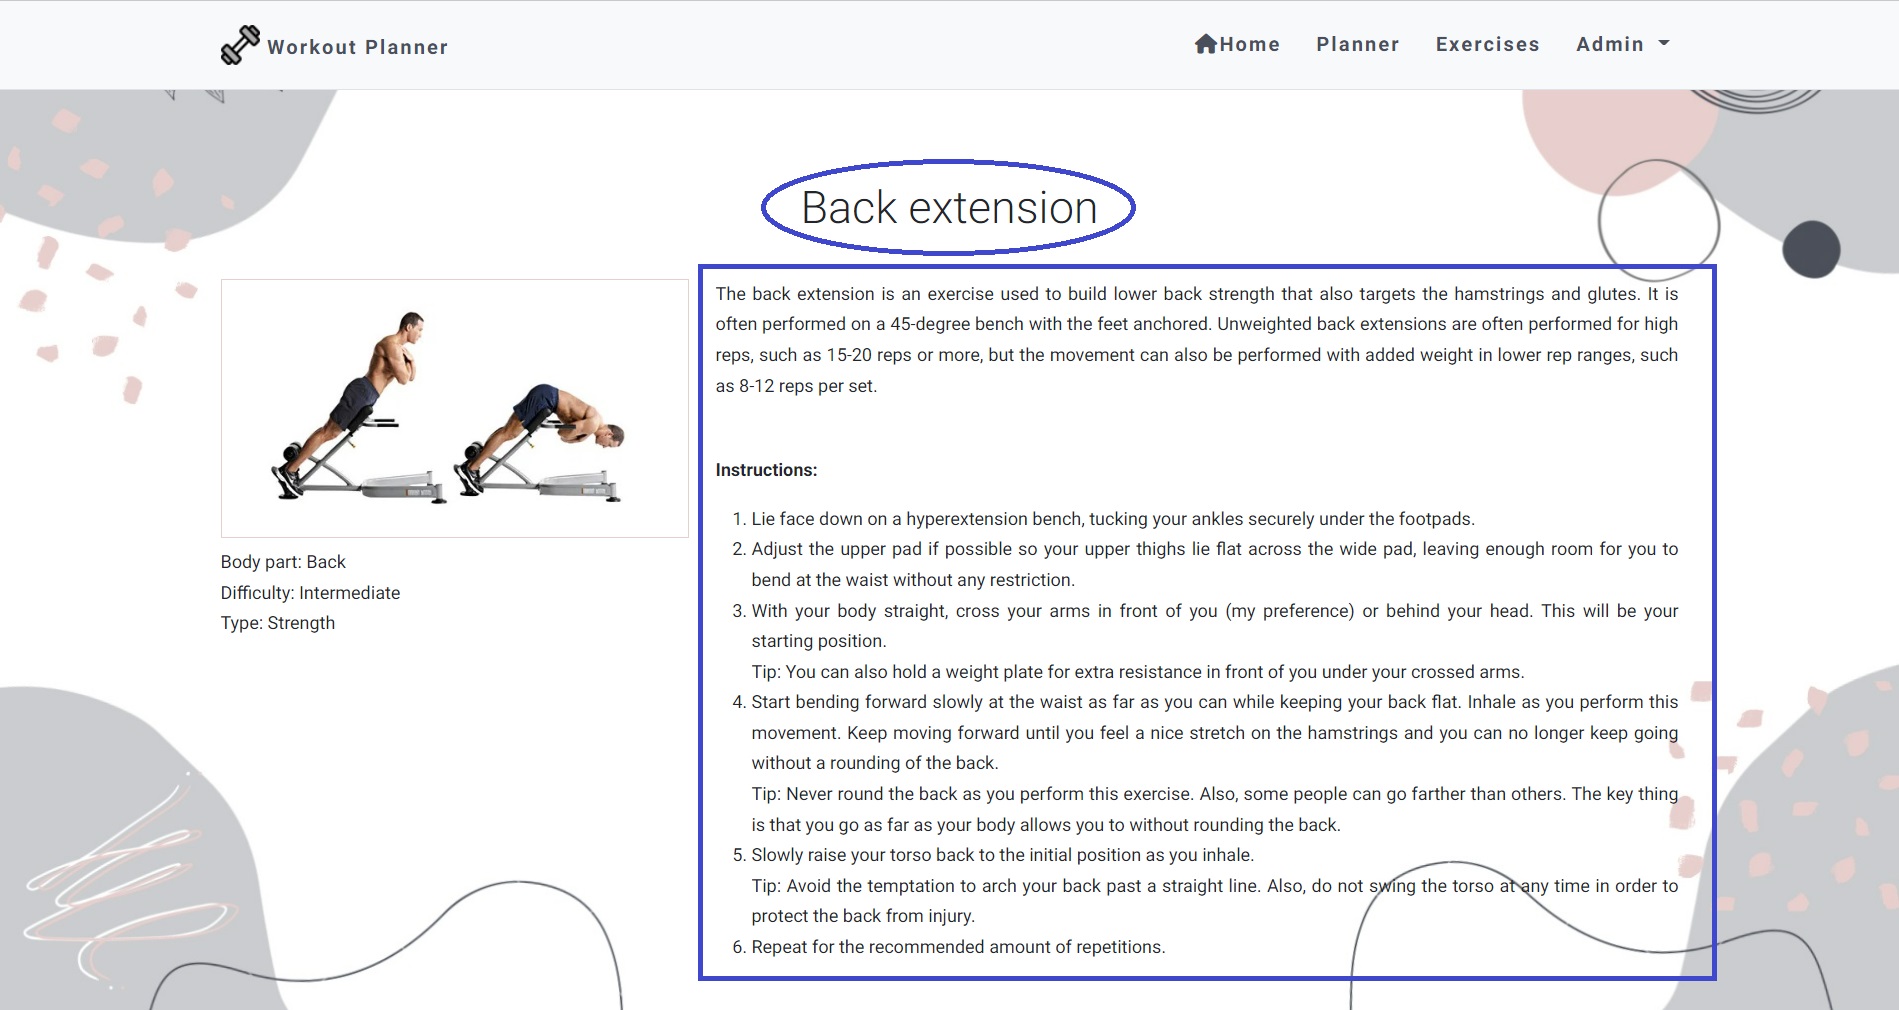 Workout Planner
Home Planner Exercises Admin
Back extension
The back extension is an exercise used to build lower back strength that also targets the hamstrings and glutes. It is
often performed on a 45-degree bench with the feet anchored. Unweighted back extensions are often performed for high
reps, such as 15-20 reps or more, but the movement can also be performed with added weight in lower rep ranges, such
as 8-12 reps per set.
Instructions:
1. Lie face down on a hyperextension bench, tucking your ankles securely under the footpads.
2. Adjust the upper pad if possible so your upper thighs lie flat across the wide pad, leaving enough room for you to
bend at the waist without any restriction.
3. With your body straight, cross your arms in front of you (my preference) or behind your head. This will be your
starting position.
Tip: You can also hold a weight plate for extra resistance in front of you under your crossed arms.
4. Start bending forward slowly at the waist as far as you can while keeping your back flat. Inhale as you perform this
movement. Keep moving forward until you feel a nice stretch on the hamstrings and you can no longer keep going
without a rounding of the back.
Tip: Never round the back as you perform this exercise. Also, some people can go farther than others. The key thing
is that you go as far as your body allows you to without rounding the back.
5. Slowly raise your torso back to the initial position as you inhale.
Tip: Avoid the temptation to arch your back past a straight line. Also, do not swing the torso at any time in order to
protect the back from injury.
6. Repeat for the recommended amount of repetitions.
Body part: Back
Difficulty: Intermediate
Type: Strength